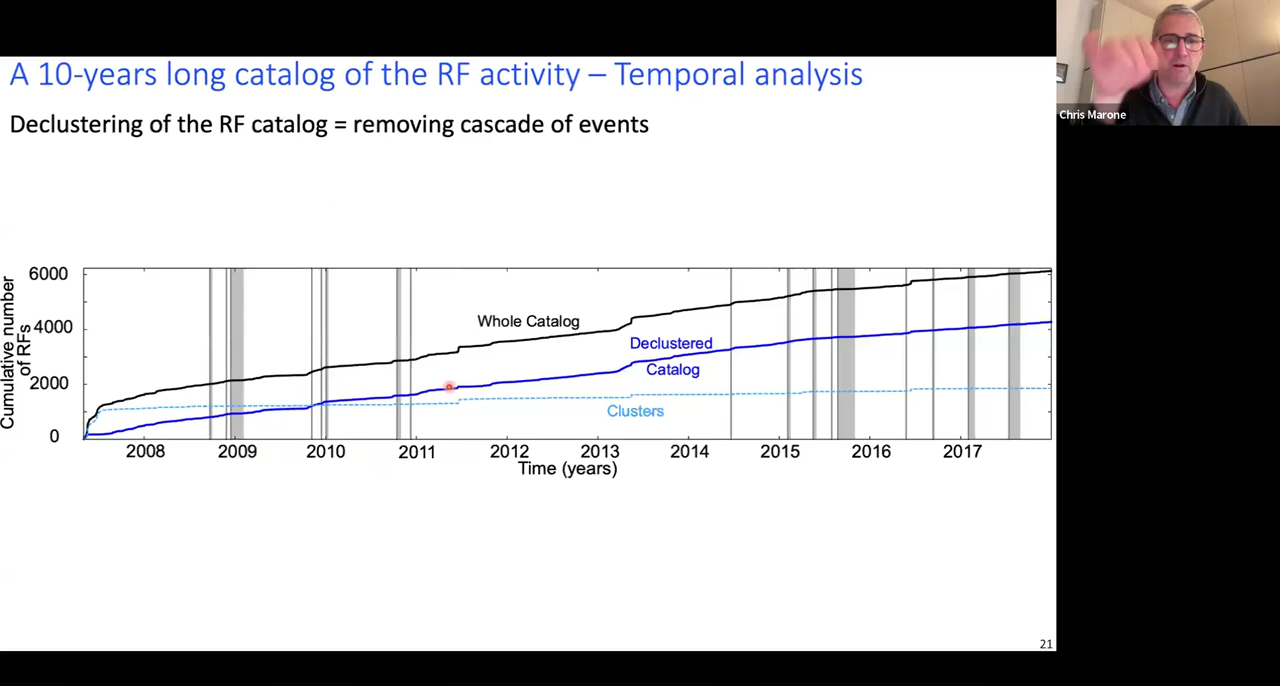 A 10-years long catalog of the RF activity – Temporal analysis
Chris Marone
Declustering of the RF catalog = removing cascade of events
Cumulative number
of RFs
6000
4000
2000
0
Whole Catalog
Declustered
Catalog
Clusters
2008 2009 2010 2011 2012 2013 2014 2015 2016 2017
Time (years)
21